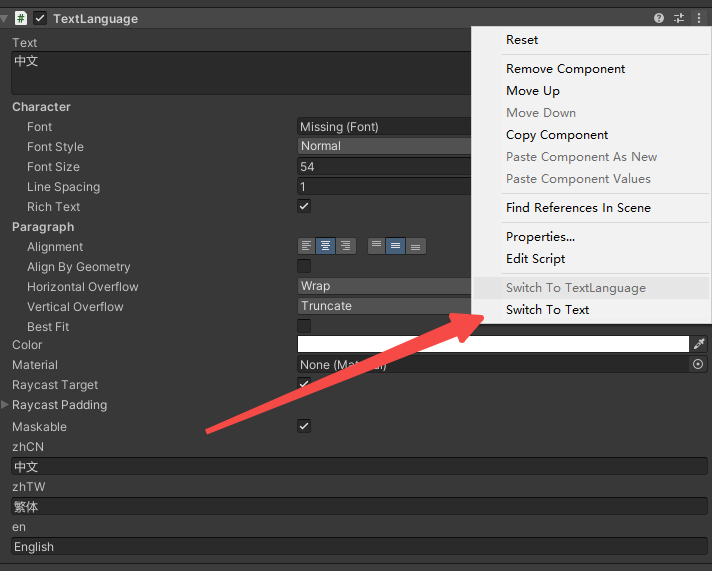 TextLanguage
Text
中文
Reset
Remove Component
Move Up
Move Down
Copy Component
Paste Component As New
Paste Component Values
Find References In Scene
Properties...
Edit Script
Switch To TextLanguage
Switch To Text
Character
Font Missing (Font)
Font Style Normal
Font Size 54
Line Spacing 1
Rich Text
Paragraph
Alignment
Align By Geometry
Horizontal Overflow Wrap
Vertical Overflow Truncate
Best Fit
Color
Material None (Material)
Raycast Target
Raycast Padding
Maskable
zhCN
中文
zhTW
繁体
en
English